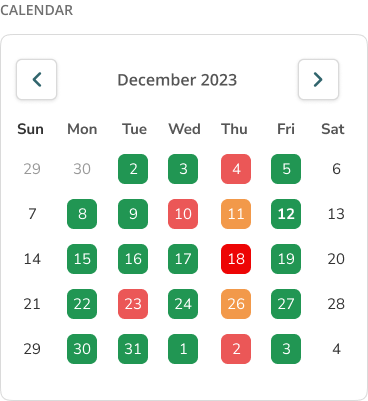 CALENDAR
December 2023
Sun Mon Tue Wed Thu Fri Sat
29 30 2 3 4 5 6
7 8 9 10 11 12 13
14 15 16 17 18 19 20
21 22 23 24 26 27 28
29 30 31 1 2 3 4